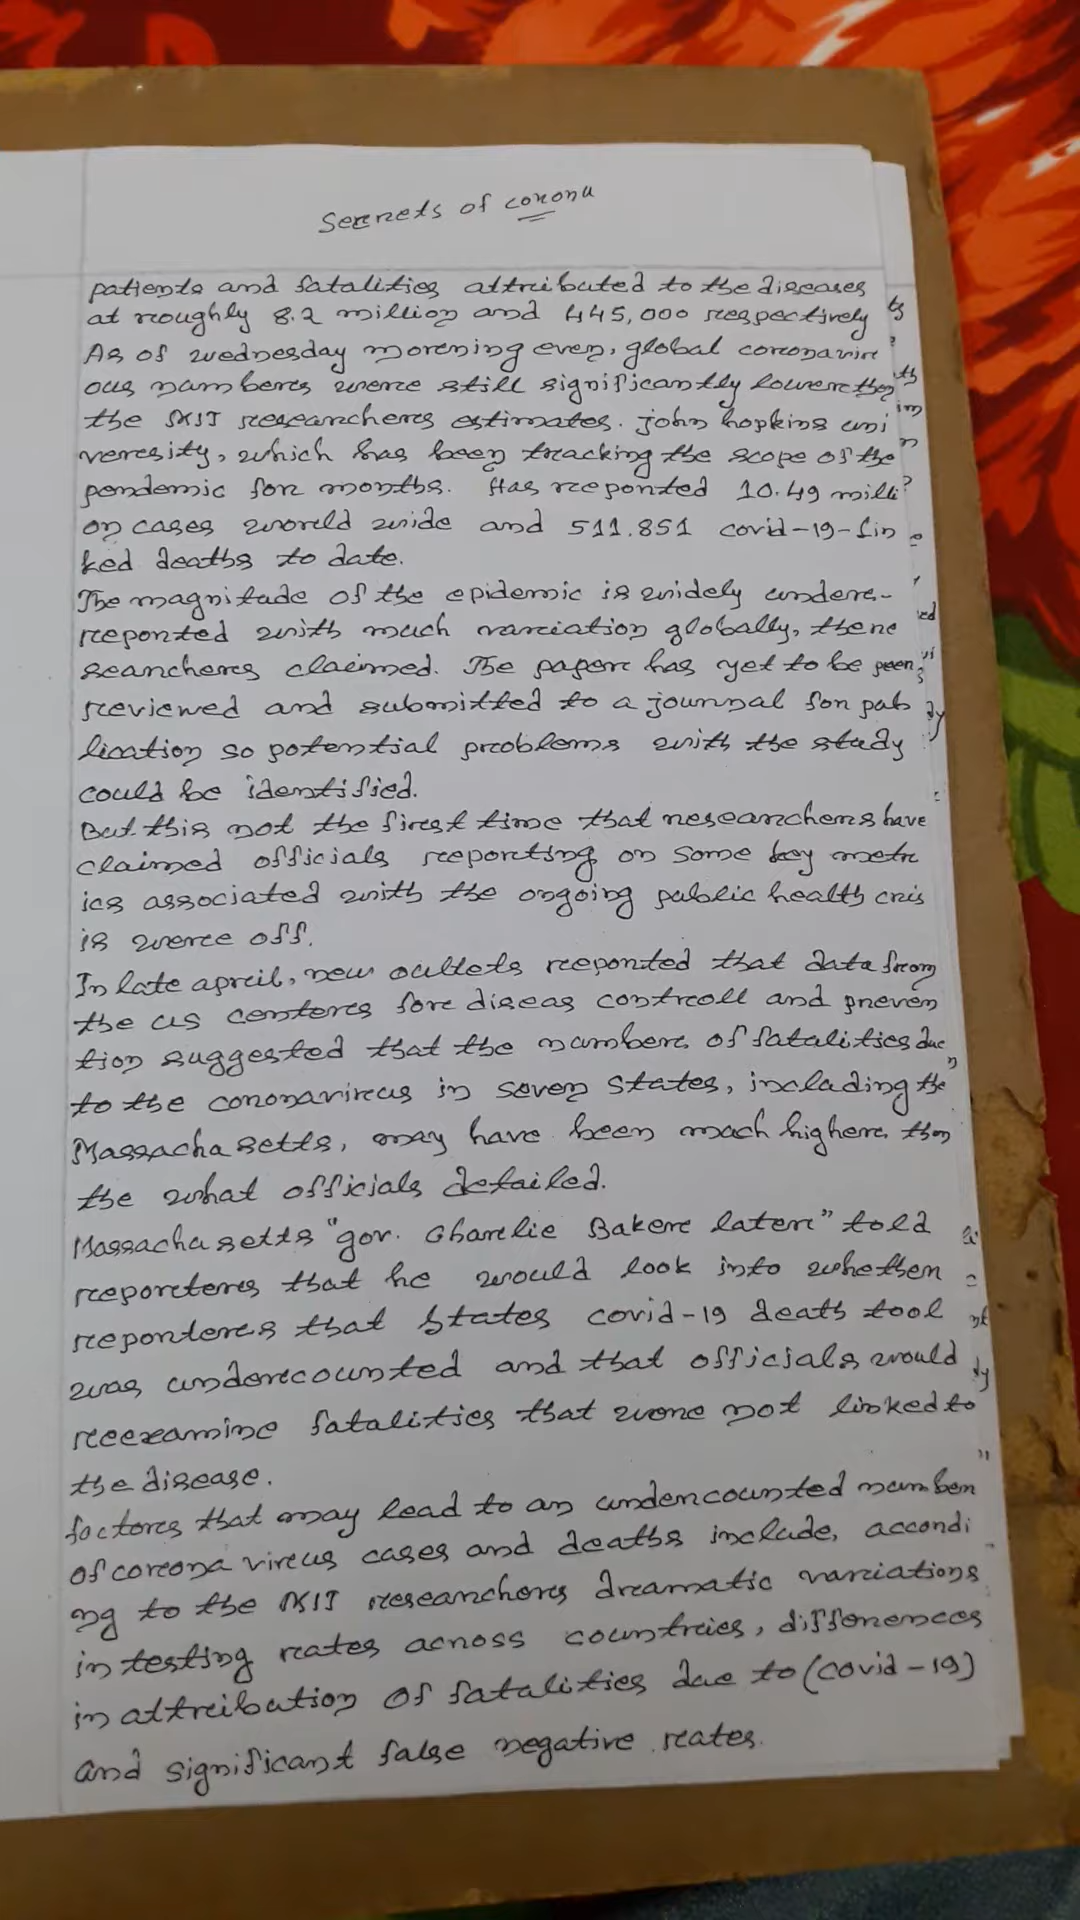 Secrets of corona
patients and fatalities attributed to the diseases
at roughly 8.2 million and 445,000 respectively
As of wednesday morening even, global coronavir
ous numbers were still significantly lower then
the MIT researchers estimates. john hopkins uni
versity, which has been tracking the scope of the
pendemic for months. Has reported 10.49 milli
on cases world wide and 511.851 covid-19-lin
ked deaths to date.
The magnitude of the epidemic is widely under-
reported with much variation globally, the re
searchers claimed. The paper has yet to be peer
reviewed and submitted to a journal for pub
lication so potential problems with the study
could be identified.
But this not the first time that researchers have
claimed officials reporting on some key metr
ics associated with the ongoing public health cris
is were off.
In late april, new outlets reported that data from
the us centers for diseas controll and preven
tion suggested that the numbers of fatalities due
to the coronavirus in seven states, including the
Massachusetts, may have been much higher than
the what officials detailed.
Massachusetts "gov. Charlie Baker later" told
reporters that he would look into whether
reporters that states covid-19 death tool
was undercounted and that officials would
reexamine fatalities that were not linked to
the disease.
factors that may lead to an undercounted number
of corona virus cases and deaths include, accordi
ng to the MIT researchers dramatic variations
in testing rates across countries, differences
in attribution of fatalities due to (covid-19)
and significant false negative rates.